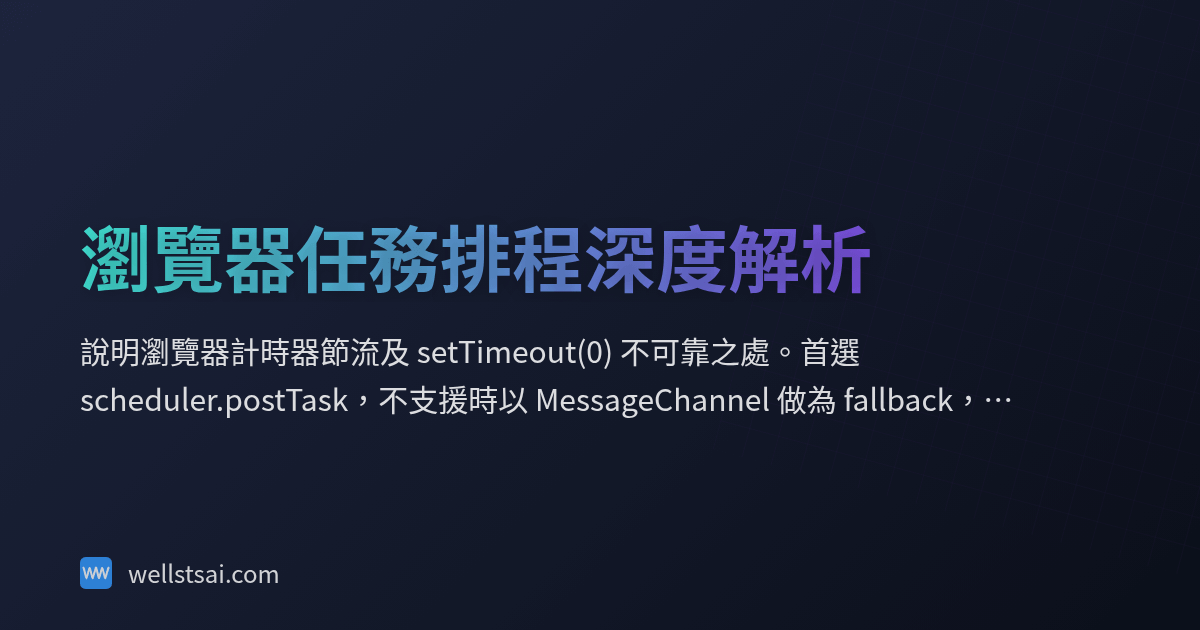 瀏覽器任務排程深度解析
說明瀏覽器計時器節流及 setTimeout(0) 不可靠之處。首選
scheduler.postTask，不支援時以 MessageChannel 做為 fallback，…
wellstsai.com